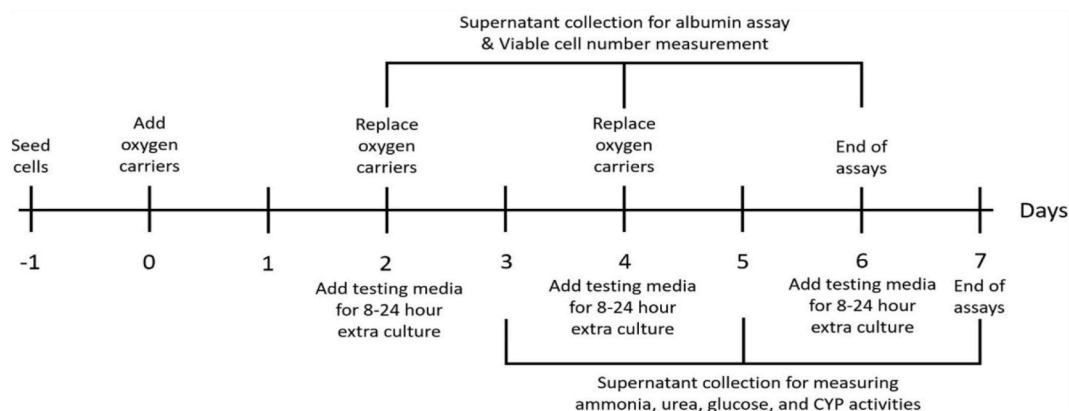 Supernatant collection for albumin assay
& Viable cell number measurement
Seed
cells
Add
oxygen
carriers
Replace
oxygen
carriers
Replace
oxygen
carriers
End of
assays
Days
-1 0 1 2 3 4 5 6 7
Add testing media
for 8-24 hour
extra culture
Add testing media
for 8-24 hour
extra culture
Add testing media
for 8-24 hour
extra culture
End of
assays
Supernatant collection for measuring
ammonia, urea, glucose, and CYP activities